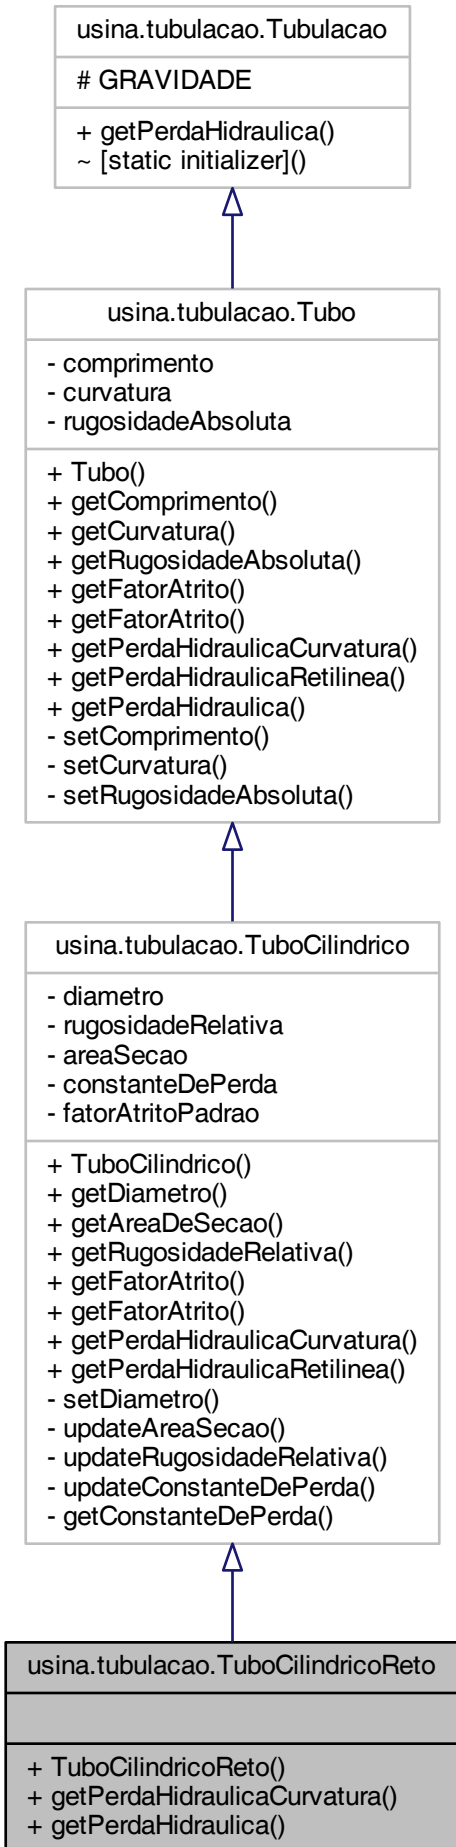 usina.tubulacao.Tubulacao
# GRAVIDADE
+ getPerdaHidraulica()
~ [static initializer]()
usina.tubulacao.Tubo
- comprimento
- curvatura
- rugosidadeAbsoluta
+ Tubo()
+ getComprimento()
+ getCurvatura()
+ getRugosidadeAbsoluta()
+ getFatorAtrito()
+ getFatorAtrito()
+ getPerdaHidraulicaCurvatura()
+ getPerdaHidraulicaRetilinea()
+ getPerdaHidraulica()
- setComprimento()
- setCurvatura()
- setRugosidadeAbsoluta()
usina.tubulacao.TuboCilindrico
- diametro
- rugosidadeRelativa
- areaSecao
- constanteDePerda
- fatorAtritoPadrao
+ TuboCilindrico()
+ getDiametro()
+ getAreaDeSecao()
+ getRugosidadeRelativa()
+ getFatorAtrito()
+ getFatorAtrito()
+ getPerdaHidraulicaCurvatura()
+ getPerdaHidraulicaRetilinea()
- setDiametro()
- updateAreaSecao()
- updateRugosidadeRelativa()
- updateConstanteDePerda()
- getConstanteDePerda()
usina.tubulacao.TuboCilindricoReto
+ TuboCilindricoReto()
+ getPerdaHidraulicaCurvatura()
+ getPerdaHidraulica()